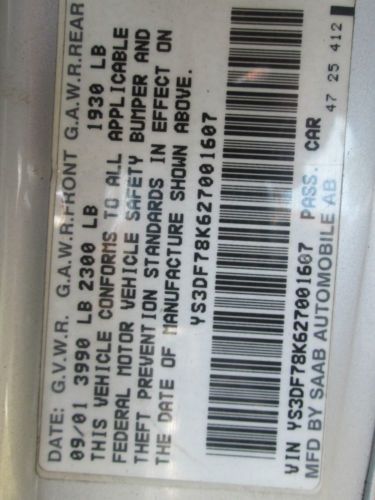 DATE: G.V.W.R. G.A.W.R.FRONT G.A.W.R.REAR
09/01 3990 LB 2300 LB 1930 LB
THIS VEHICLE CONFORMS TO ALL APPLICABLE
FEDERAL MOTOR VEHICLE SAFETY BUMPER AND
THEFT PREVENTION STANDARDS IN EFFECT ON
THE DATE OF MANUFACTURE SHOWN ABOVE.
YS3DF78K627001607
VIN YS3DF78K627001607 PASS. CAR
MFD BY SAAB AUTOMOBILE AB 47 25 412